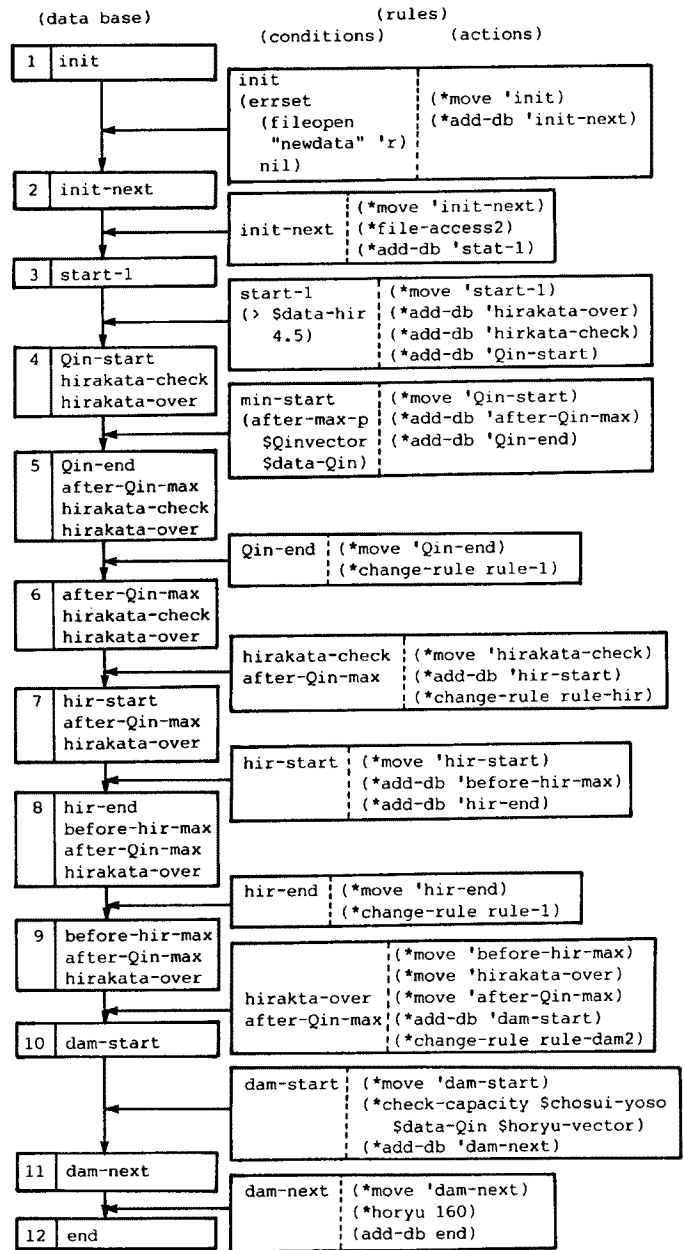 (data base)
(rules)
(conditions) (actions)
1 init
init
(errset
(fileopen
"newdata" 'r)
nil)
(*move 'init)
(*add-db 'init-next)
2 init-next
init-next
(*move 'init-next)
(*file-access2)
(*add-db 'stat-1)
3 start-1
start-1
(> $data-hir
4.5)
(*move 'start-1)
(*add-db 'hirakata-over)
(*add-db 'hirkata-check)
(*add-db 'Qin-start)
4 Qin-start
hirakata-check
hirakata-over
min-start
(after-max-p
$Qinvector
$data-Qin)
(*move 'Qin-start)
(*add-db 'after-Qin-max)
(*add-db 'Qin-end)
5 Qin-end
after-Qin-max
hirakata-check
hirakata-over
Qin-end
(*move 'Qin-end)
(*change-rule rule-1)
6 after-Qin-max
hirakata-check
hirakata-over
hirakata-check
after-Qin-max
(*move 'hirakata-check)
(*add-db 'hir-start)
(*change-rule rule-hir)
7 hir-start
after-Qin-max
hirakata-over
hir-start
(*move 'hir-start)
(*add-db 'before-hir-max)
(*add-db 'hir-end)
8 hir-end
before-hir-max
after-Qin-max
hirakata-over
hir-end
(*move 'hir-end)
(*change-rule rule-1)
9 before-hir-max
after-Qin-max
hirakata-over
hirakta-over
after-Qin-max
(*move 'before-hir-max)
(*move 'hirakata-over)
(*move 'after-Qin-max)
(*add-db 'dam-start)
(*change-rule rule-dam2)
10 dam-start
dam-start
(*move 'dam-start)
(*check-capacity $chosui-yoso
$data-Qin $horyu-vector)
(*add-db 'dam-next)
11 dam-next
dam-next
(*move 'dam-next)
(*horyu 160)
(add-db end)
12 end